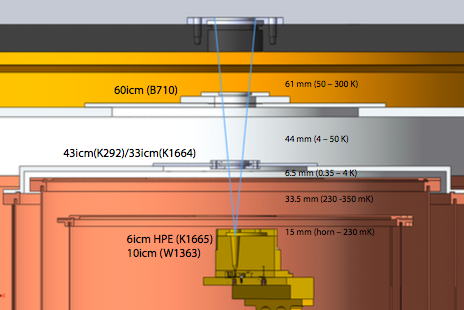 61 mm (50 – 300 K)
60icm (B710)
44 mm (4 – 50 K)
43icm(K292)/33icm(K1664)
6.5 mm (0.35 – 4 K)
33.5 mm (230 -350 mK)
15 mm (horn – 230 mK)
6icm HPE (K1665)
10icm (W1363)